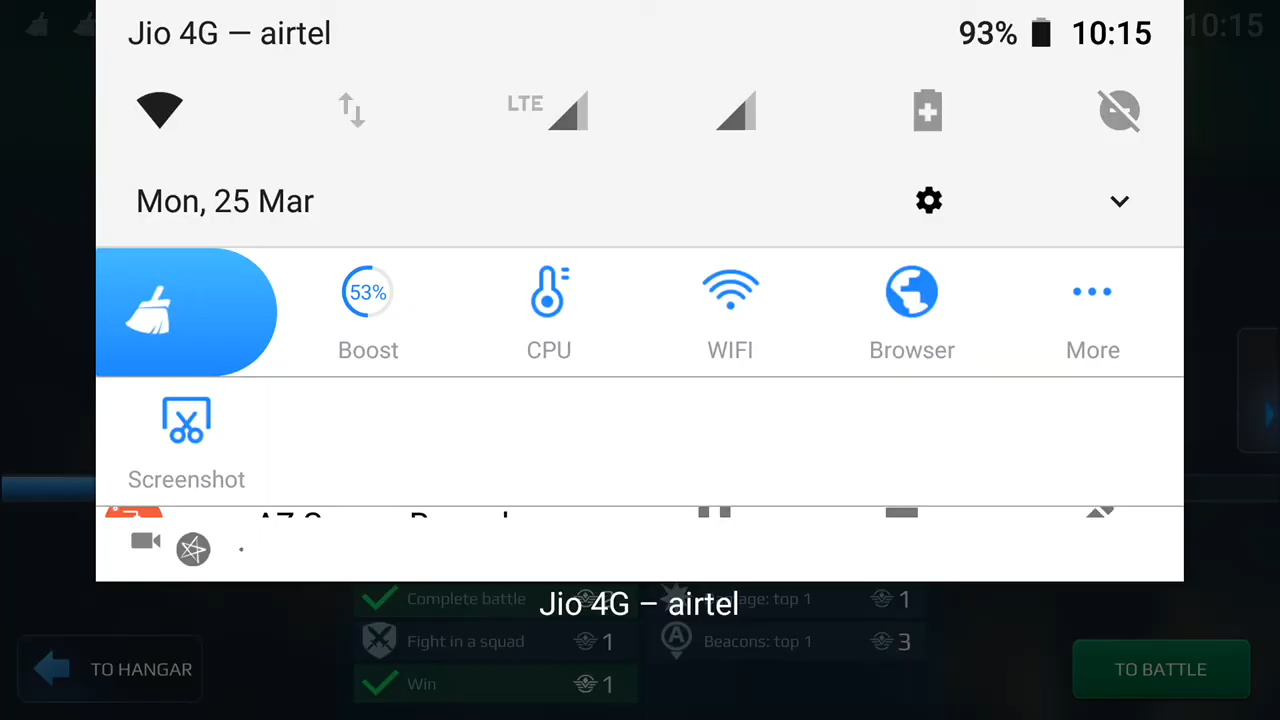 Jio 4G — airtel 93% 10:15 10:15
LTE
Mon, 25 Mar
53%
Boost CPU WIFI Browser More
Screenshot
Complete battle
Jio 4G – airtel
top 1 1
Fight in a squad 1 Beacons: top 1 3
TO HANGAR
TO BATTLE
Win 1